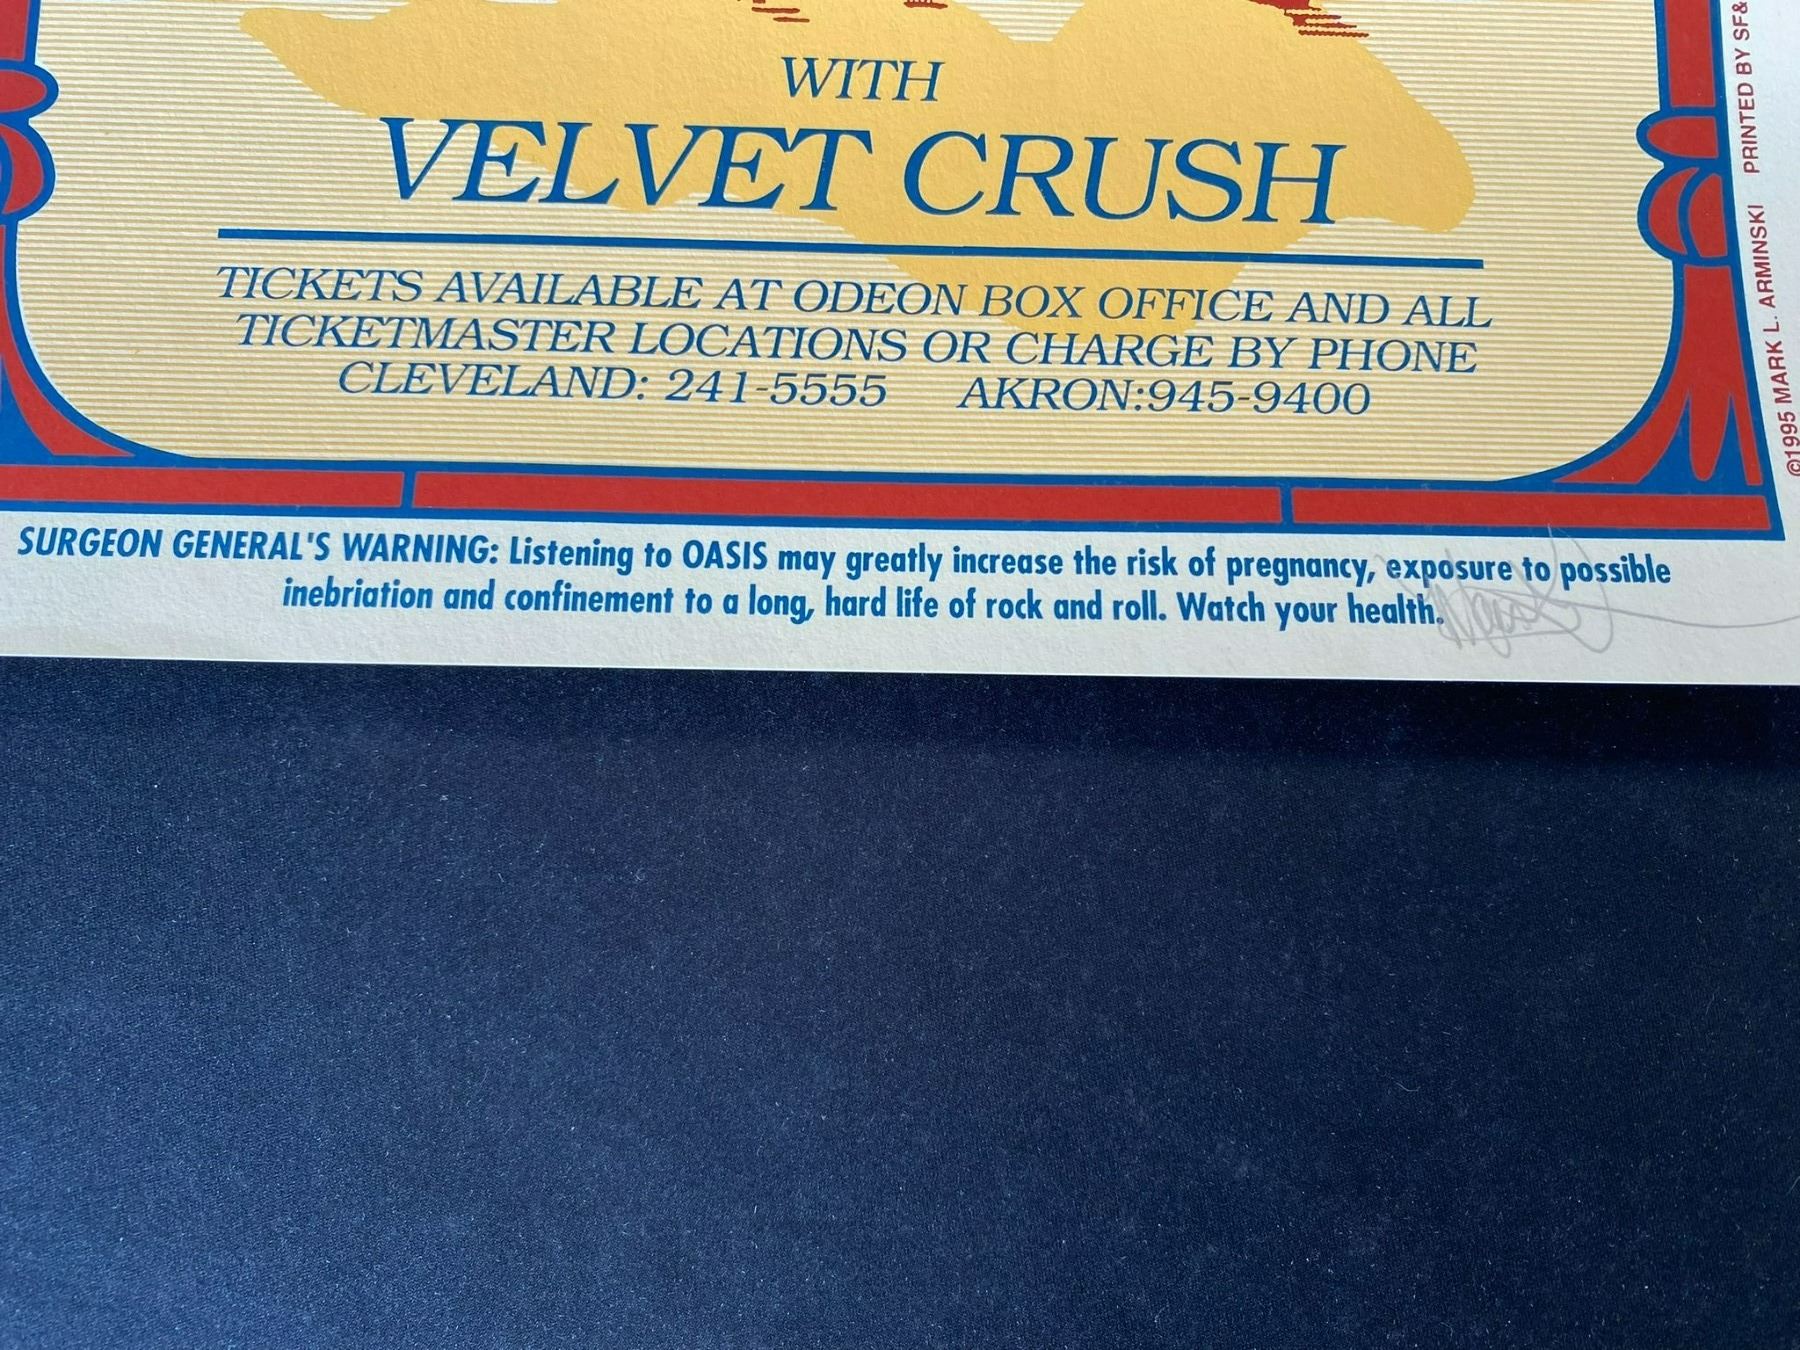 WITH
VELVET CRUSH
TICKETS AVAILABLE AT ODEON BOX OFFICE AND ALL
TICKETMASTER LOCATIONS OR CHARGE BY PHONE
CLEVELAND: 241-5555 AKRON:945-9400
SURGEON GENERAL'S WARNING: Listening to OASIS may greatly increase the risk of pregnancy, exposure to possible
inebriation and confinement to a long, hard life of rock and roll. Watch your health.
©1995 MARK L. ARMINSKI PRINTED BY SF&